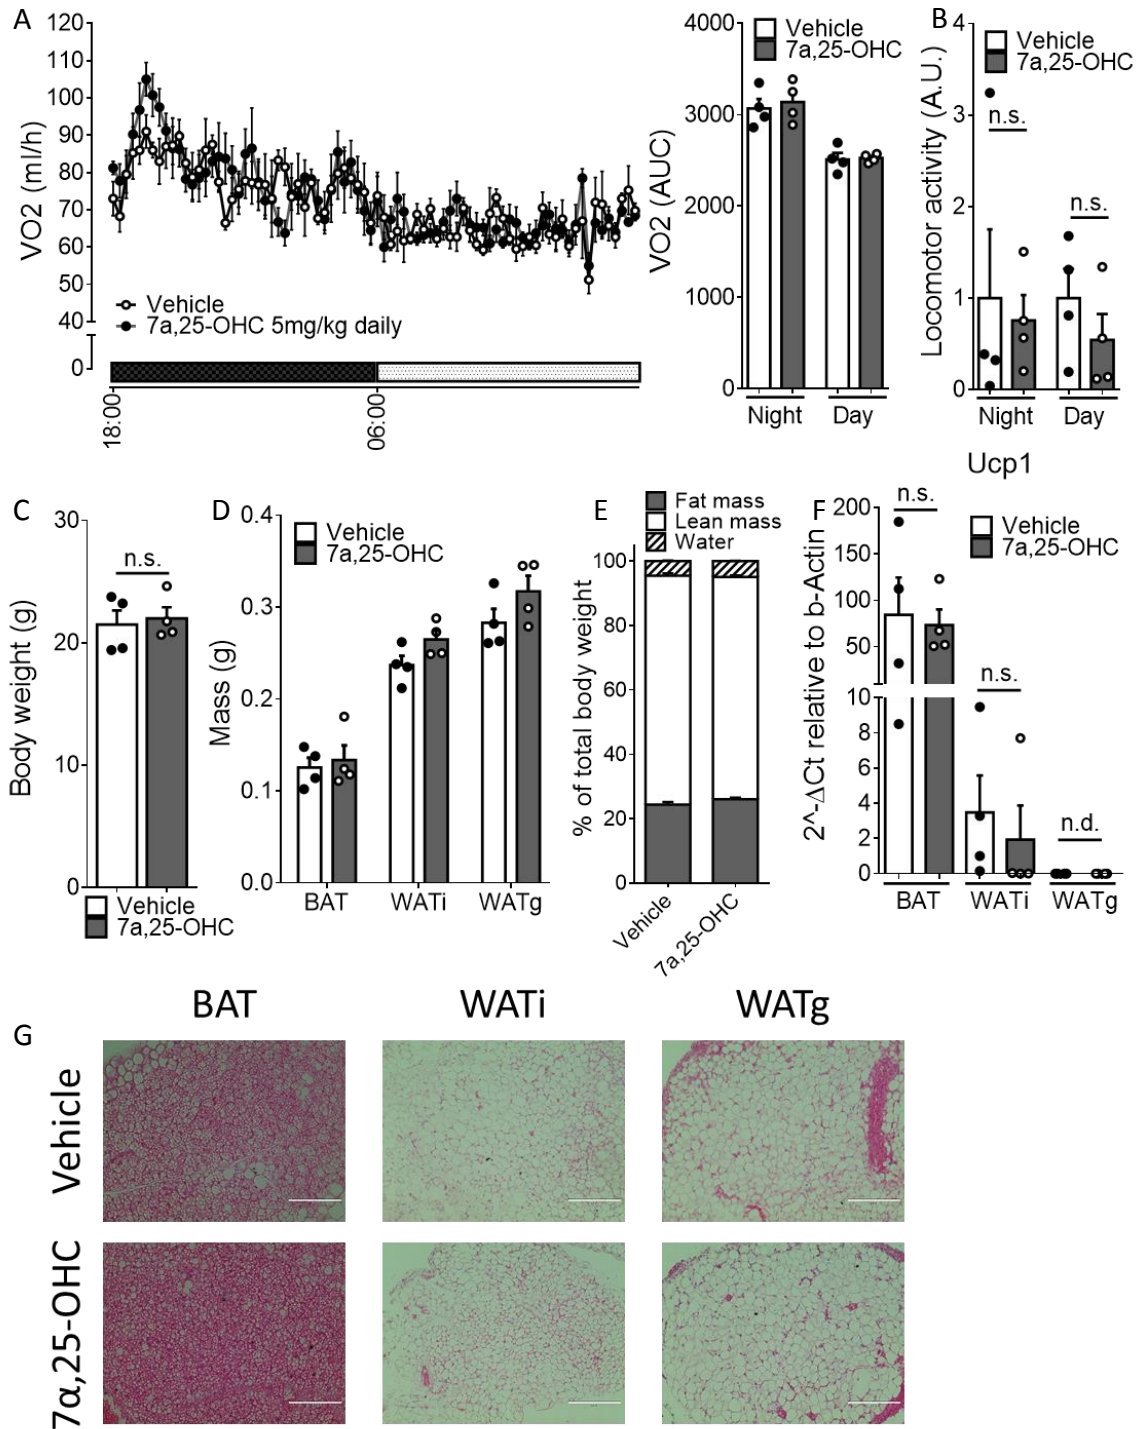 A
120
110
100
90
80
70
60
50
40
0
VO2 (ml/h)
Vehicle
7a,25-OHC 5mg/kg daily
18:00
06:00
4000
3000
2000
1000
0
VO2 (AUC)
Vehicle
7a,25-OHC
Night
Day
B
4
3
2
1
0
Locomotor activity (A.U.)
Vehicle
7a,25-OHC
n.s.
n.s.
Night
Day
C
30
20
10
0
Body weight (g)
n.s.
Vehicle
7a,25-OHC
D
0.4
0.3
0.2
0.1
0.0
Mass (g)
Vehicle
7a,25-OHC
BAT
WATi
WATg
E
Fat mass
Lean mass
Water
100
80
60
40
20
0
% of total body weight
Vehicle
7a,25-OHC
F
Ucp1
200
150
100
50
10
8
6
4
2
0
2^-ΔCt relative to b-Actin
n.s.
Vehicle
7a,25-OHC
n.s.
n.d.
BAT
WATi
WATg
G
BAT
WATi
WATg
Vehicle
7α,25-OHC